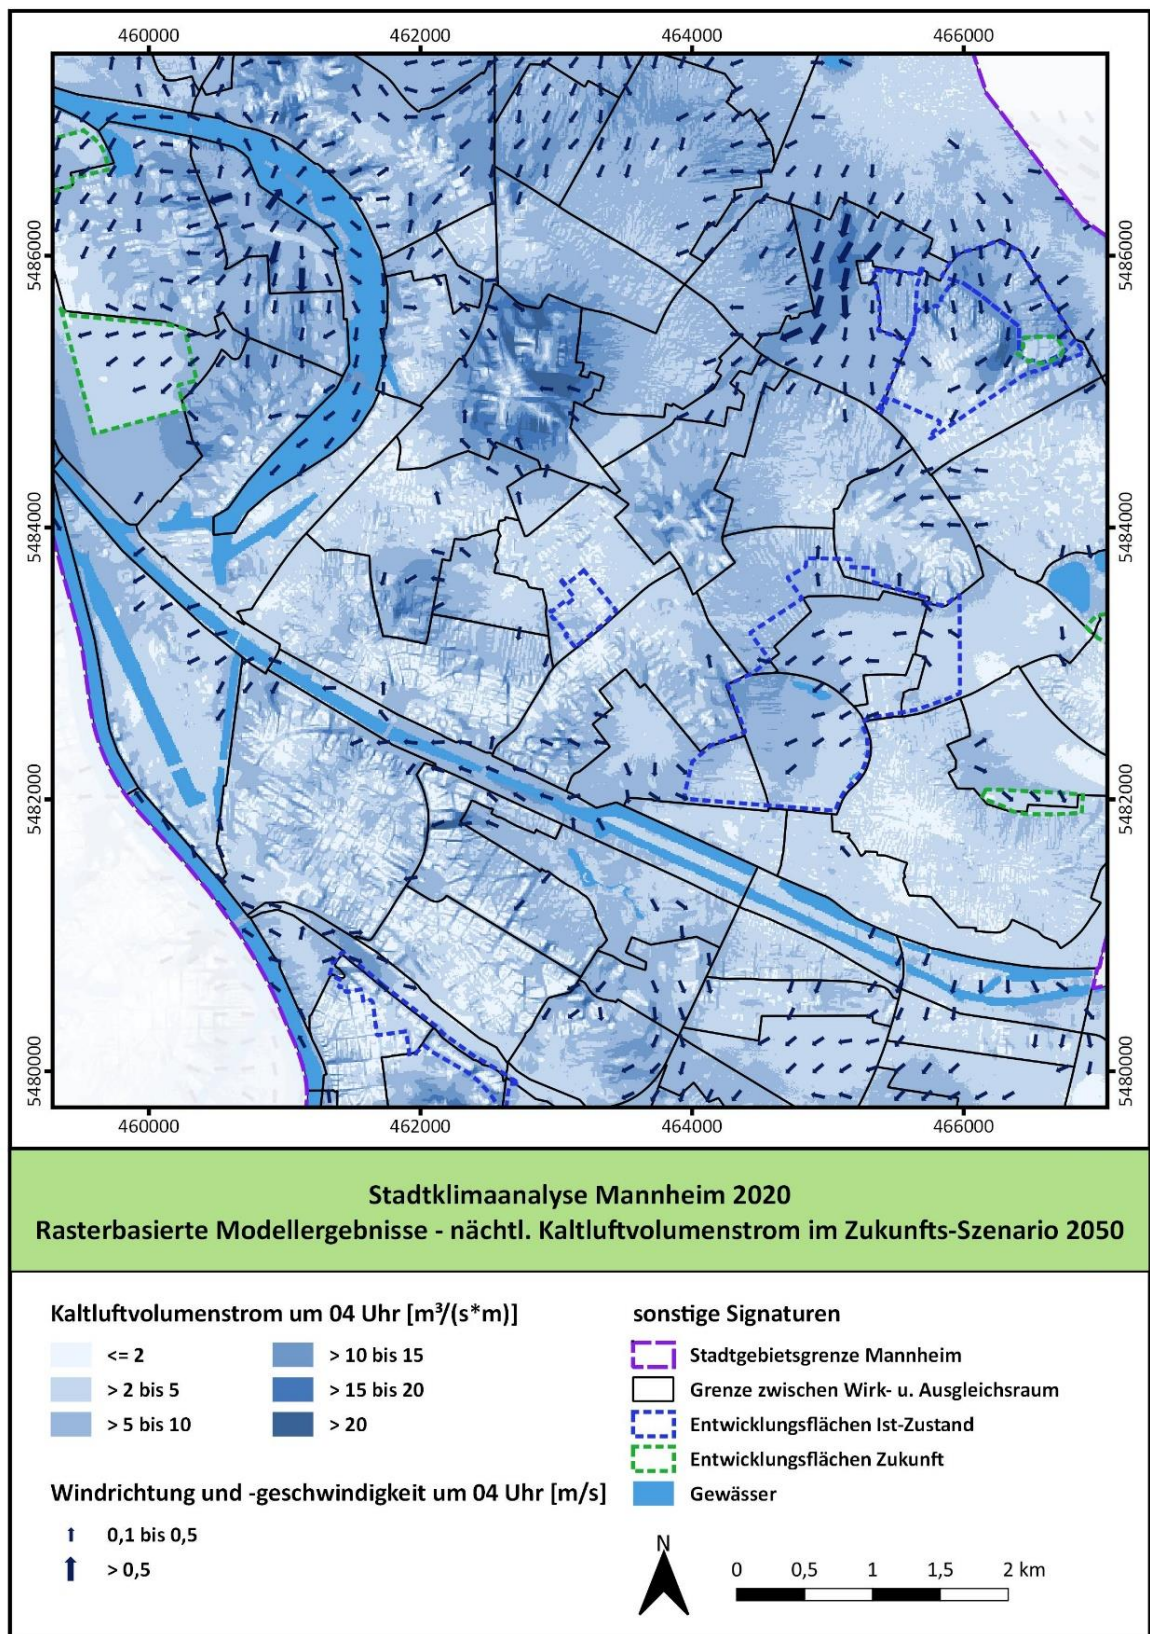 460000 462000 464000 466000
5486000 5486000
5484000 5484000
5482000 5482000
5480000 5480000
460000 462000 464000 466000
Stadtklimaanalyse Mannheim 2020
Rasterbasierte Modellergebnisse - nächtl. Kaltluftvolumenstrom im Zukunfts-Szenario 2050
Kaltluftvolumenstrom um 04 Uhr [m³/(s*m)]
<= 2
> 2 bis 5
> 5 bis 10
> 10 bis 15
> 15 bis 20
> 20
Windrichtung und -geschwindigkeit um 04 Uhr [m/s]
0,1 bis 0,5
> 0,5
sonstige Signaturen
Stadtgebietsgrenze Mannheim
Grenze zwischen Wirk- u. Ausgleichsraum
Entwicklungsflächen Ist-Zustand
Entwicklungsflächen Zukunft
Gewässer
N
0 0,5 1 1,5 2 km